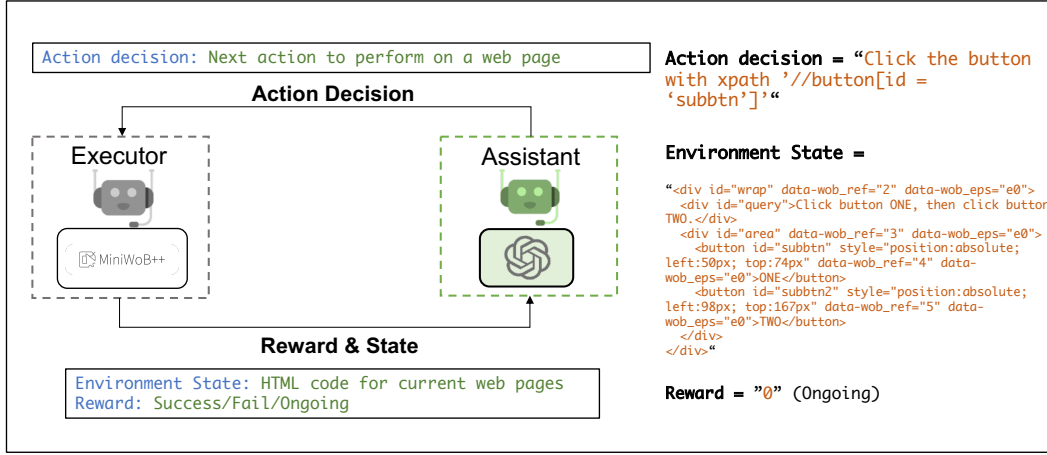 Action decision: Next action to perform on a web page
Action Decision
Executor
Assistant
MiniWoB++
Reward & State
Environment State: HTML code for current web pages
Reward: Success/Fail/Ongoing
Action decision = “Click the button
with xpath ’//button[id =
‘subbtn’]’“
Environment State =
“<div id="wrap" data-wob_ref="2" data-wob_eps="e0">
<div id="query">Click button ONE, then click button
TWO.</div>
<div id="area" data-wob_ref="3" data-wob_eps="e0">
<button id="subbtn" style="position:absolute;
left:50px; top:74px" data-wob_ref="4" data-
wob_eps="e0">ONE</button>
<button id="subbtn2" style="position:absolute;
left:98px; top:167px" data-wob_ref="5" data-
wob_eps="e0">TWO</button>
</div>
</div>“
Reward = ”0” (Ongoing)